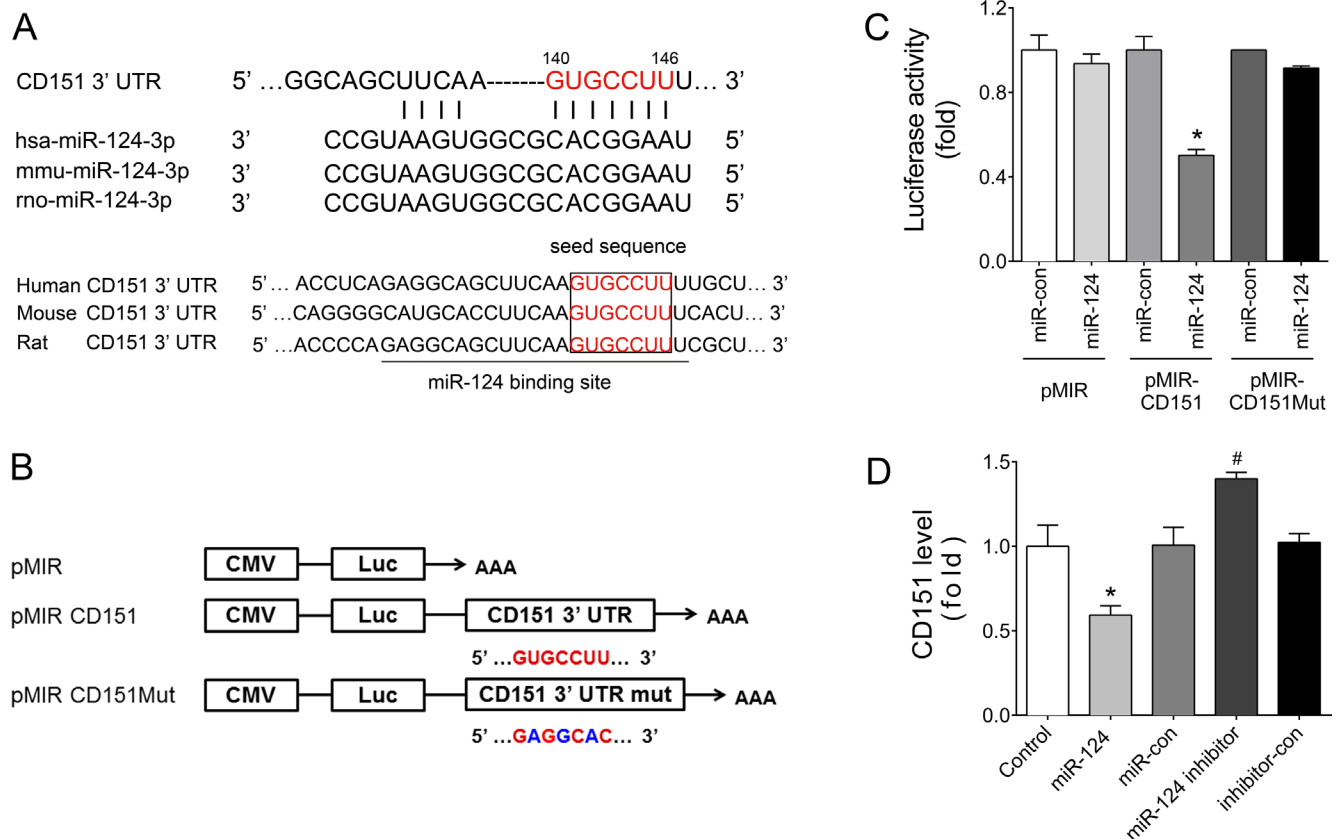 A
140 146
CD151 3’ UTR 5’ ...GGCAGCUUCAA-------GUGCCUUU... 3’
hsa-miR-124-3p 3’ CCGUAAGUGGCGCACGGAAU 5’
mmu-miR-124-3p 3’ CCGUAAGUGGCGCACGGAAU 5’
rno-miR-124-3p 3’ CCGUAAGUGGCGCACGGAAU 5’
seed sequence
Human CD151 3’ UTR 5’ ... ACCUCAGAGGCAGCUUCAAGUGCCUUUUGCU... 3’
Mouse CD151 3’ UTR 5’ ...CAGGGGCAUGCACCUUCAAGUGCCUUUCACU... 3’
Rat CD151 3’ UTR 5’ ...ACCCCAGAGGCAGCUUCAAGUGCCUUUCGCU... 3’
miR-124 binding site
B
pMIR CMV Luc AAA
pMIR CD151 CMV Luc CD151 3’ UTR AAA
5’ ...GUGCCUU... 3’
pMIR CD151Mut CMV Luc CD151 3’ UTR mut AAA
5’ ...GAGGCAC... 3’
C
Luciferase activity
(fold)
1.2
0.8
0.4
0.0
*
miR-con
miR-124
miR-con
miR-124
miR-con
miR-124
pMIR
pMIR-
CD151
pMIR-
CD151Mut
D
CD151 level
(fold)
1.5
1.0
0.5
0.0
*
#
Control
miR-124
miR-con
miR-124 inhibitor
inhibitor-con